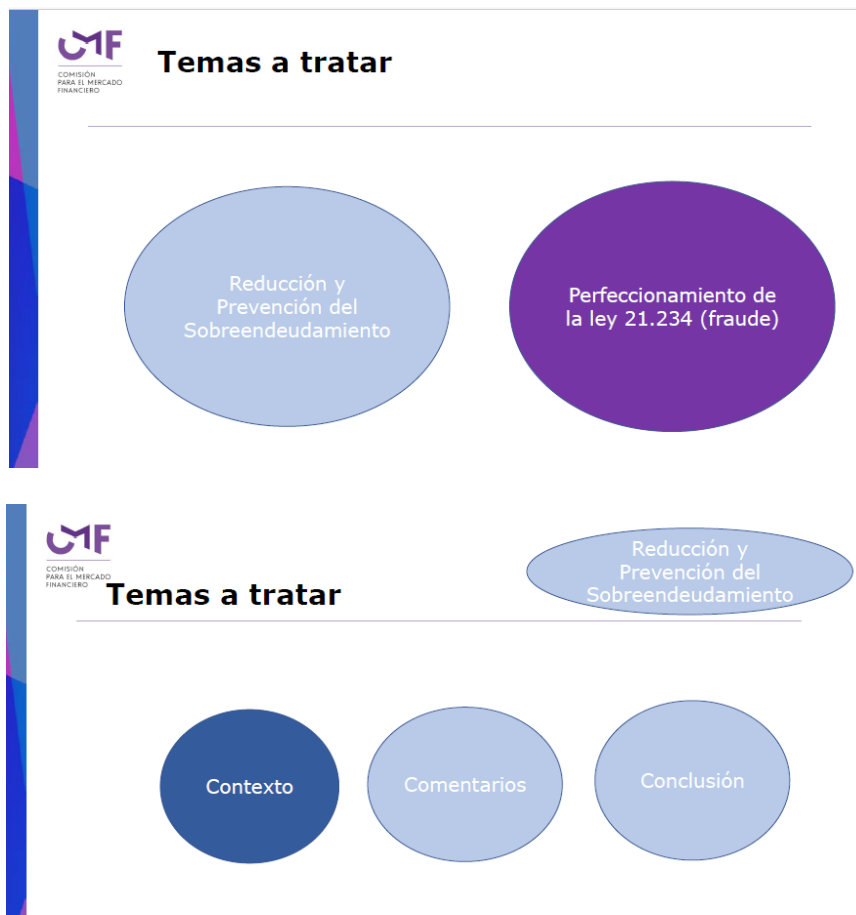 CMF
COMISIÓN
PARA EL MERCADO
FINANCIERO
Temas a tratar
Reducción y
Prevención del
Sobreendeudamiento
Perfeccionamiento de
la ley 21.234 (fraude)
CMF
COMISIÓN
PARA EL MERCADO
FINANCIERO
Temas a tratar
Reducción y
Prevención del
Sobreendeudamiento
Contexto
Comentarios
Conclusión